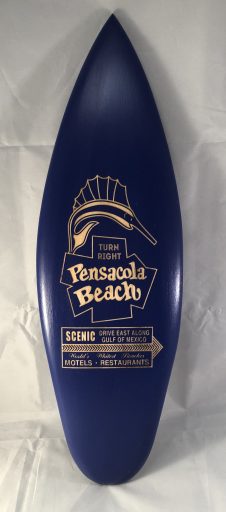 TURN
RIGHT
Pensacola
Beach
SCENIC DRIVE EAST ALONG
GULF OF MEXICO
World's Whitest Beaches
MOTELS · RESTAURANTS